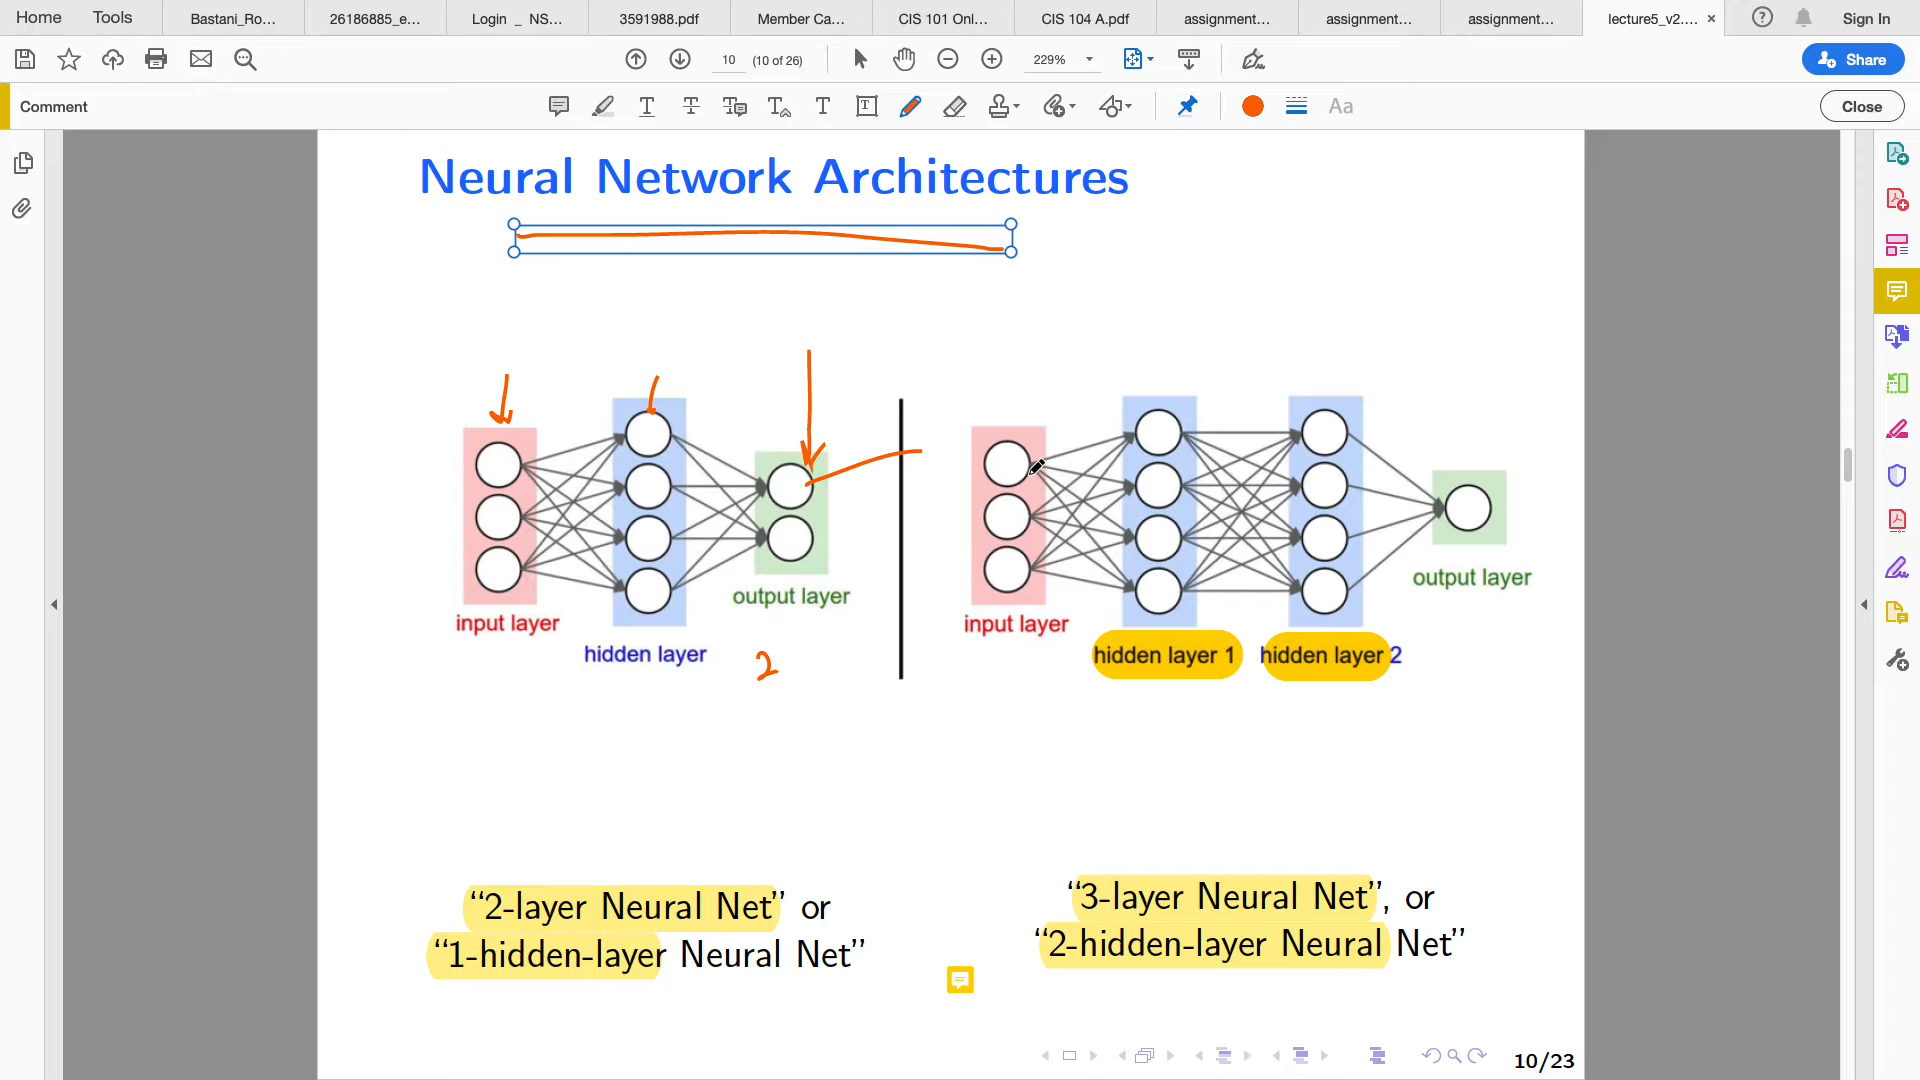 Home Tools Bastani_Ro... 26186885_e... Login _ NS... 3591988.pdf Member Ca... CIS 101 Onl... CIS 104 A.pdf assignment... assignment... assignment... lecture5_v2.... × Sign In
10 (10 of 26) 229% Share
Comment Aa Close
Neural Network Architectures
input layer
hidden layer
output layer
2
input layer
hidden layer 1
hidden layer 2
output layer
“2-layer Neural Net” or
“1-hidden-layer Neural Net”
“3-layer Neural Net”, or
“2-hidden-layer Neural Net”
10/23